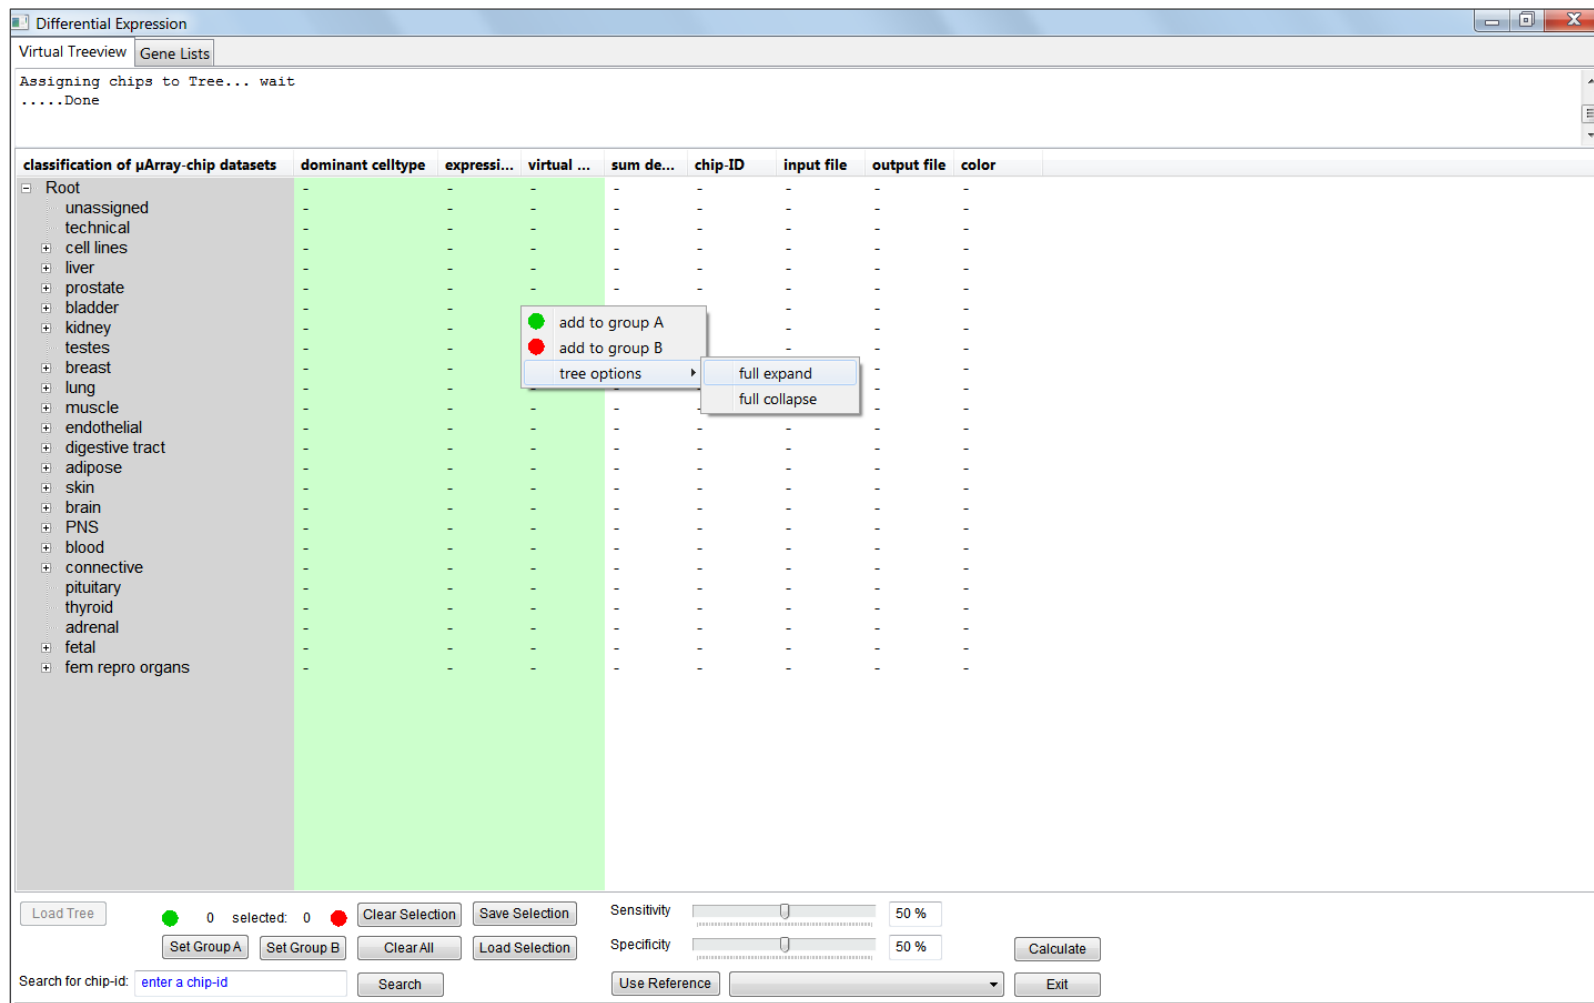 Differential Expression
Virtual Treeview Gene Lists
Assigning chips to Tree... wait
.....Done
classification of µArray-chip datasets dominant celltype expressi... virtual ... sum de... chip-ID input file output file color
Root - - - - - - - -
unassigned - - - - - - - -
technical - - - - - - - -
cell lines - - - - - - - -
liver - - - - - - - -
prostate - - - - - - - -
bladder - - - -
add to group A
kidney - - - -
add to group B
testes - - - -
tree options
full expand
breast - - - -
full collapse
lung - - - - - -
muscle - - - - - - - -
endothelial - - - - - - - -
digestive tract - - - - - - - -
adipose - - - - - - - -
skin - - - - - - - -
brain - - - - - - - -
PNS - - - - - - - -
blood - - - - - - - -
connective - - - - - - - -
pituitary - - - - - - - -
thyroid - - - - - - - -
adrenal - - - - - - - -
fetal - - - - - - - -
fem repro organs - - - - - - - -
Load Tree 0 selected: 0 Clear Selection Save Selection Sensitivity 50 %
Set Group A Set Group B Clear All Load Selection Specificity 50 % Calculate
Search for chip-id: enter a chip-id Search Use Reference Exit